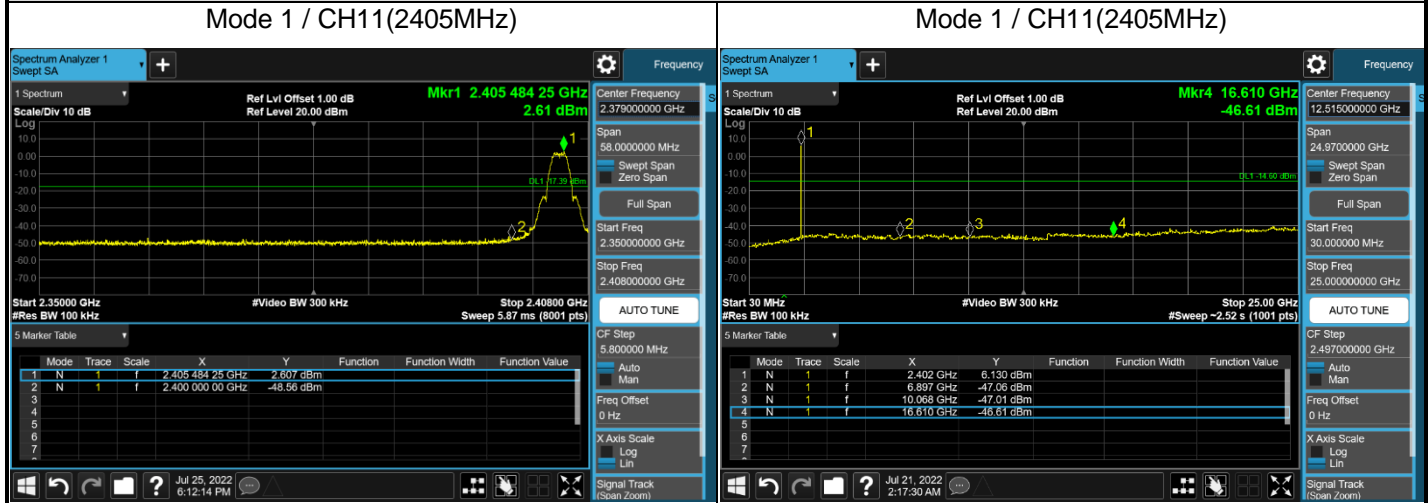 Mode 1 / CH11(2405MHz)
Spectrum Analyzer 1
Swept SA
Frequency
1 Spectrum
Scale/Div 10 dB
Ref Lvl Offset 1.00 dB
Ref Level 20.00 dBm
Mkr1 2.405 484 25 GHz
2.61 dBm
Log
10.0
0.00
-10.0
-20.0
-30.0
-40.0
-50.0
-60.0
-70.0
1
DL1 -17.39 dBm
2
Start 2.35000 GHz
#Res BW 100 kHz
#Video BW 300 kHz
Stop 2.40800 GHz
Sweep 5.87 ms (8001 pts)
5 Marker Table
Mode Trace Scale X Y Function Function Width Function Value
1 N 1 f 2.405 484 25 GHz 2.607 dBm
2 N 1 f 2.400 000 00 GHz -48.56 dBm
3
4
5
6
7
Center Frequency
2.379000000 GHz
Span
58.0000000 MHz
Swept Span
Zero Span
Full Span
Start Freq
2.350000000 GHz
Stop Freq
2.408000000 GHz
AUTO TUNE
CF Step
5.800000 MHz
Auto
Man
Freq Offset
0 Hz
X Axis Scale
Log
Lin
Signal Track
(Span Zoom)
?
Jul 25, 2022
6:12:14 PM
Mode 1 / CH11(2405MHz)
Spectrum Analyzer 1
Swept SA
Frequency
1 Spectrum
Scale/Div 10 dB
Ref Lvl Offset 1.00 dB
Ref Level 20.00 dBm
Mkr4 16.610 GHz
-46.61 dBm
Log
10.0
0.00
-10.0
-20.0
-30.0
-40.0
-50.0
-60.0
-70.0
1
DL1 -14.60 dBm
2
3
4
Start 30 MHz
#Res BW 100 kHz
#Video BW 300 kHz
Stop 25.00 GHz
#Sweep ~2.52 s (1001 pts)
5 Marker Table
Mode Trace Scale X Y Function Function Width Function Value
1 N 1 f 2.402 GHz 6.130 dBm
2 N 1 f 6.897 GHz -47.06 dBm
3 N 1 f 10.068 GHz -47.01 dBm
4 N 1 f 16.610 GHz -46.61 dBm
5
6
7
Center Frequency
12.515000000 GHz
Span
24.9700000 GHz
Swept Span
Zero Span
Full Span
Start Freq
30.000000 MHz
Stop Freq
25.000000000 GHz
AUTO TUNE
CF Step
2.497000000 GHz
Auto
Man
Freq Offset
0 Hz
X Axis Scale
Log
Lin
Signal Track
(Span Zoom)
?
Jul 21, 2022
2:17:30 AM